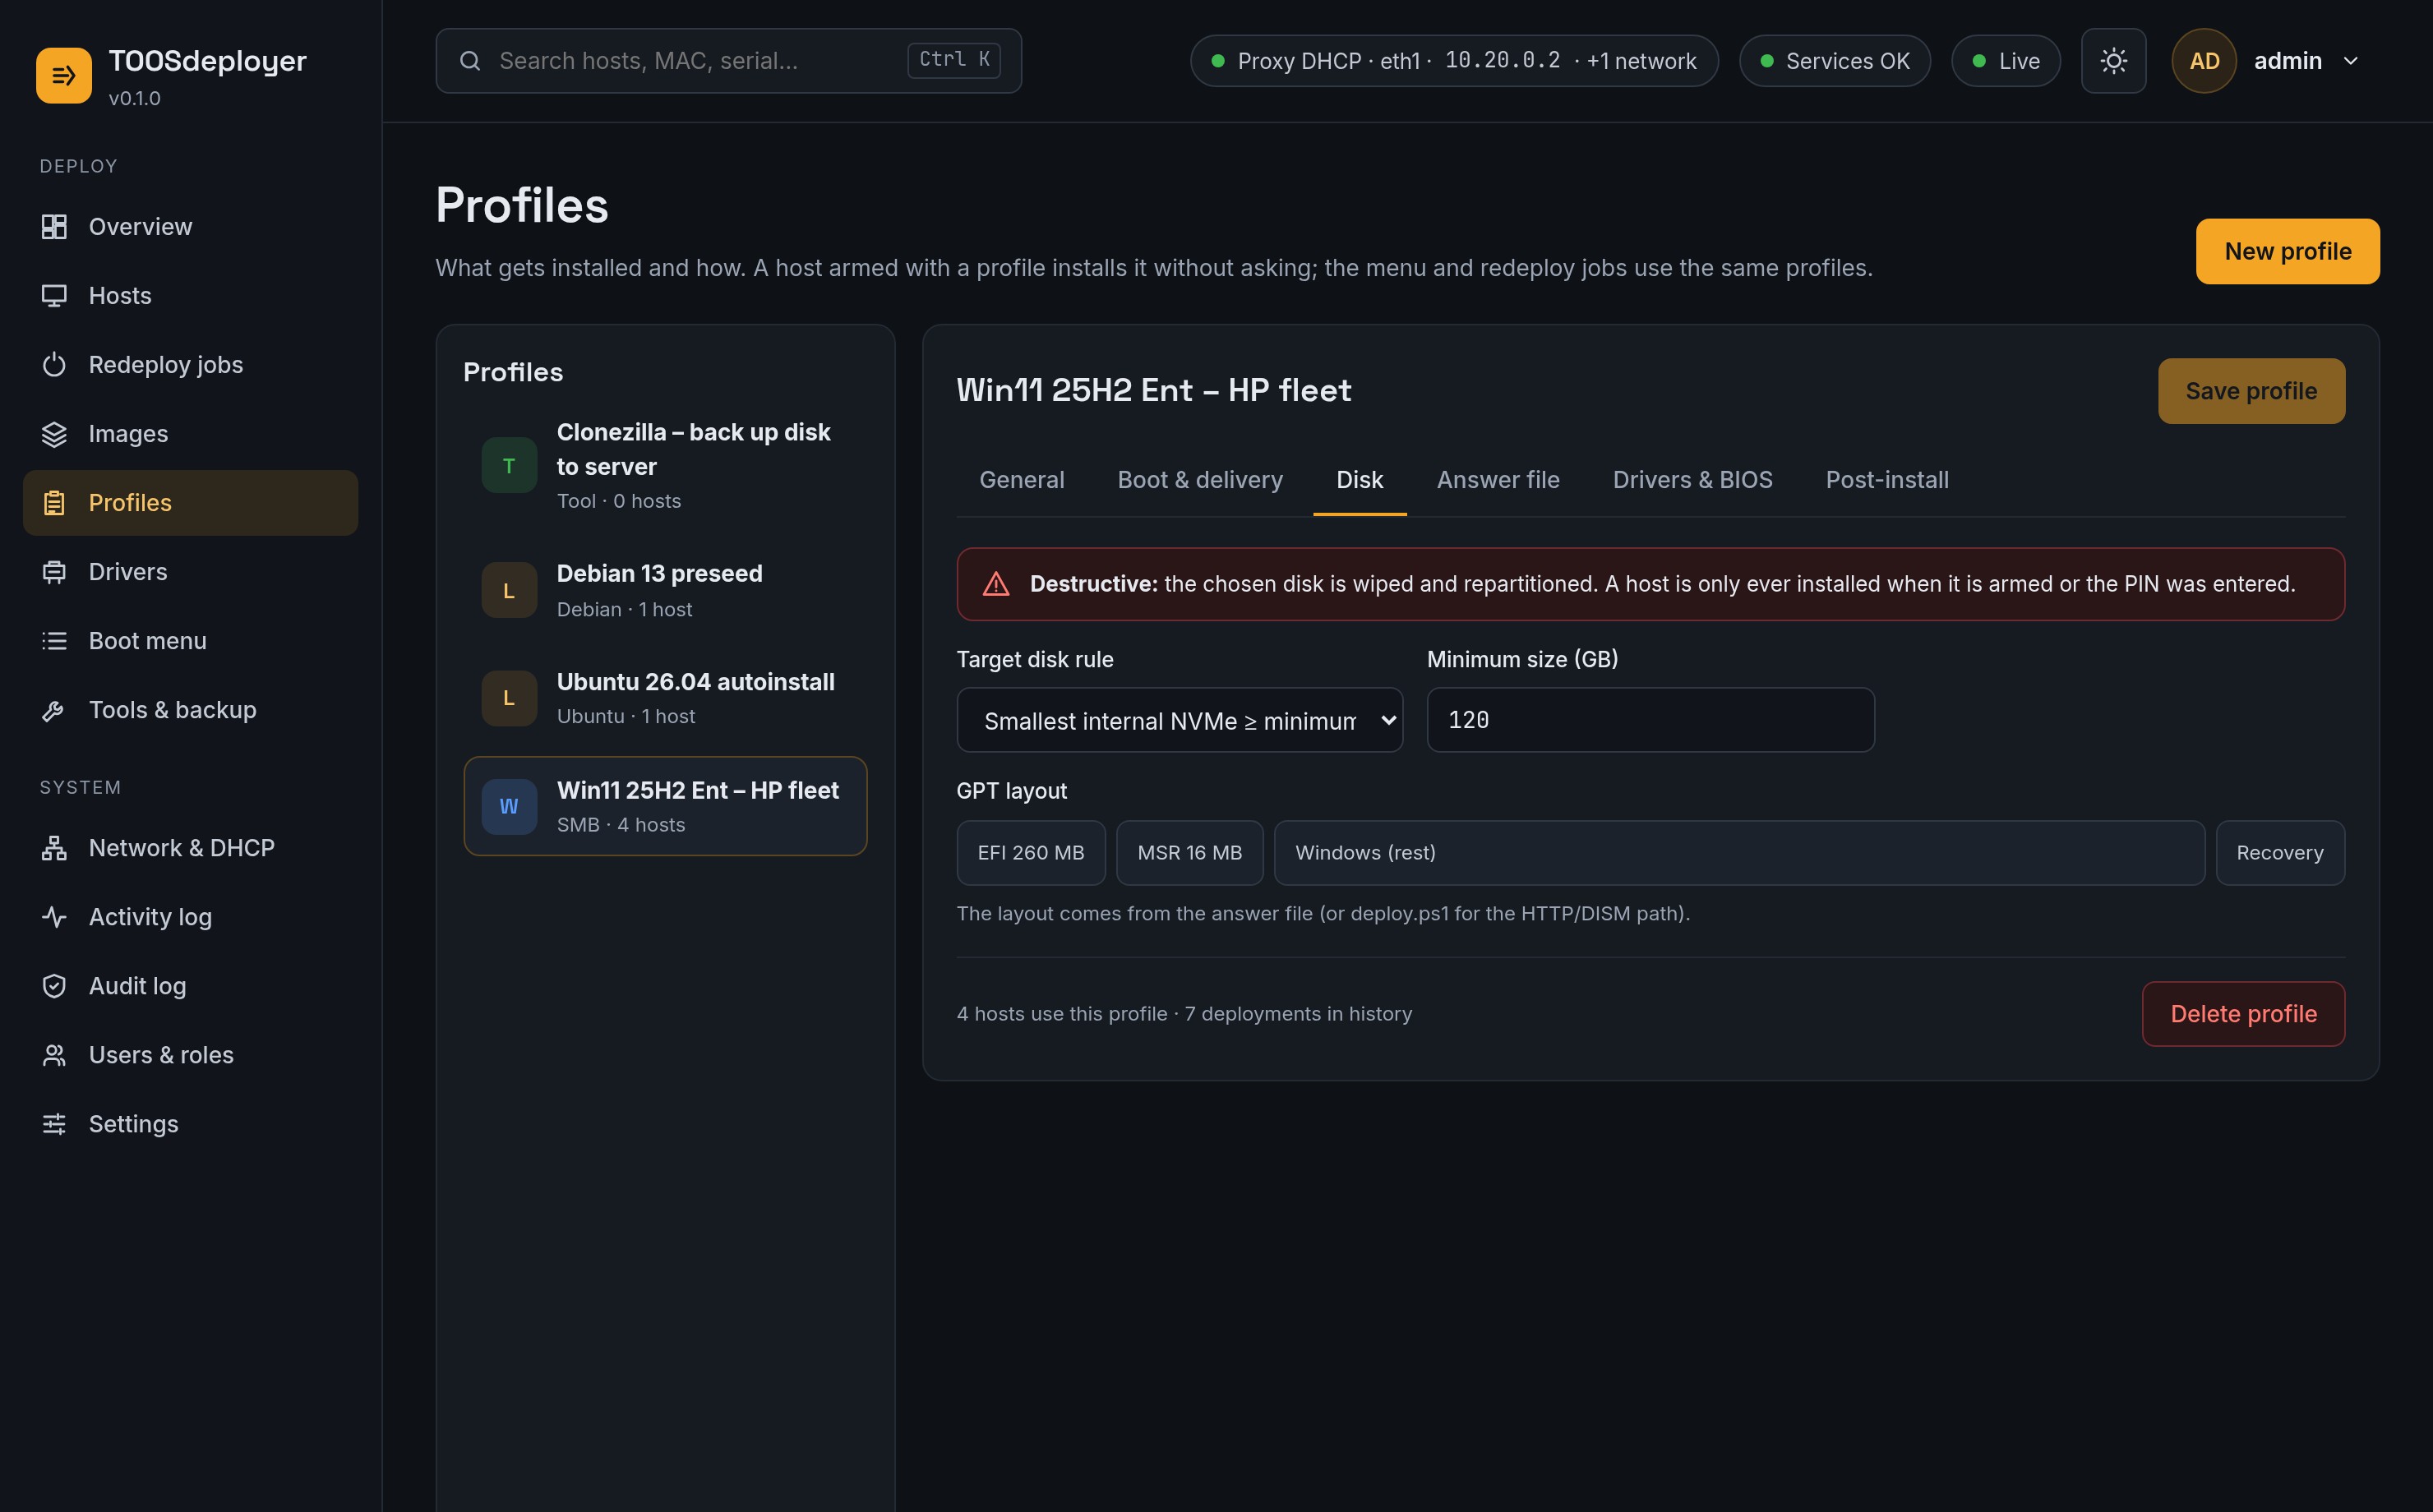 TOOSdeployer
v0.1.0
DEPLOY
Overview
Hosts
Redeploy jobs
Images
Profiles
Drivers
Boot menu
Tools & backup
SYSTEM
Network & DHCP
Activity log
Audit log
Users & roles
Settings
Search hosts, MAC, serial...
Ctrl K
Proxy DHCP · eth1 · 10.20.0.2 · +1 network
Services OK
Live
AD
admin
Profiles
What gets installed and how. A host armed with a profile installs it without asking; the menu and redeploy jobs use the same profiles.
New profile
Profiles
T
Clonezilla – back up disk
to server
Tool · 0 hosts
L
Debian 13 preseed
Debian · 1 host
L
Ubuntu 26.04 autoinstall
Ubuntu · 1 host
W
Win11 25H2 Ent – HP fleet
SMB · 4 hosts
Win11 25H2 Ent – HP fleet
Save profile
General
Boot & delivery
Disk
Answer file
Drivers & BIOS
Post-install
Destructive: the chosen disk is wiped and repartitioned. A host is only ever installed when it is armed or the PIN was entered.
Target disk rule
Smallest internal NVMe ≥ minimum
Minimum size (GB)
120
GPT layout
EFI 260 MB
MSR 16 MB
Windows (rest)
Recovery
The layout comes from the answer file (or deploy.ps1 for the HTTP/DISM path).
4 hosts use this profile · 7 deployments in history
Delete profile